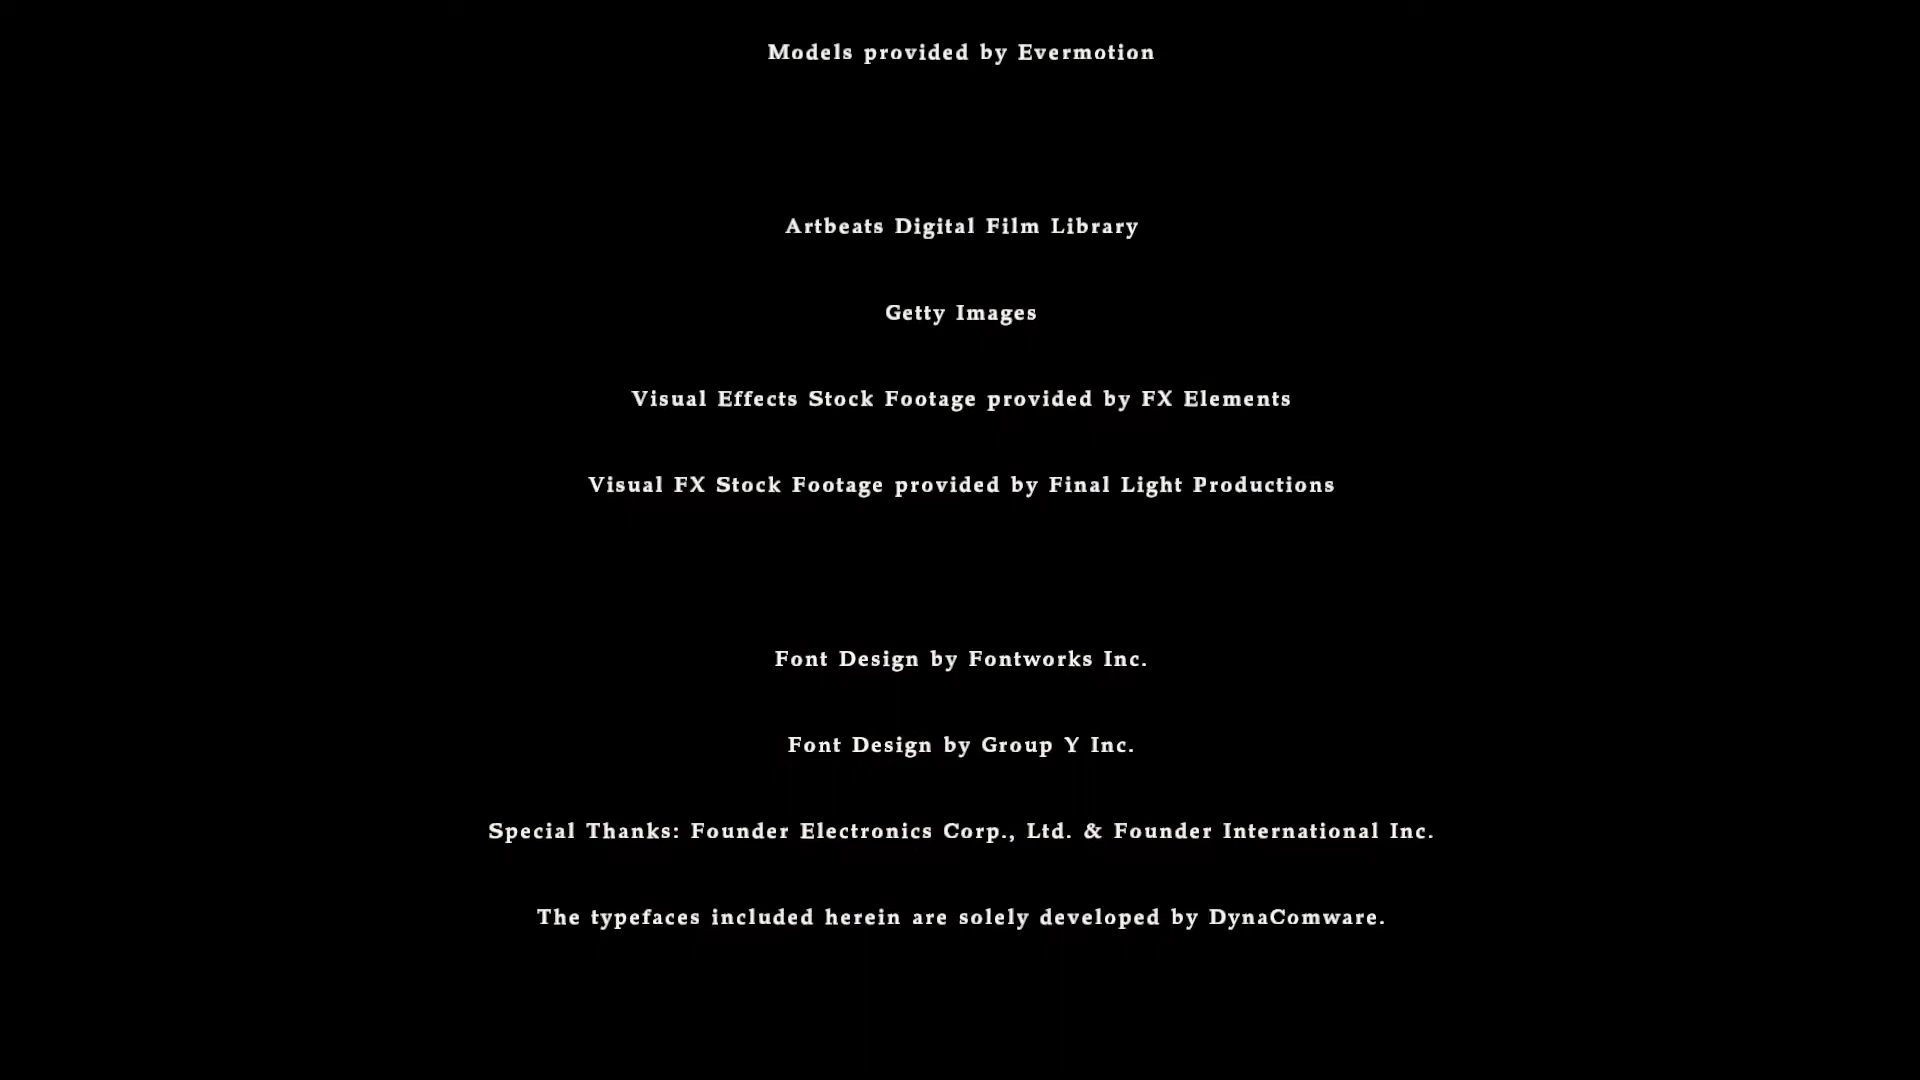 Models provided by Evermotion
Artbeats Digital Film Library
Getty Images
Visual Effects Stock Footage provided by FX Elements
Visual FX Stock Footage provided by Final Light Productions
Font Design by Fontworks Inc.
Font Design by Group Y Inc.
Special Thanks: Founder Electronics Corp., Ltd. & Founder International Inc.
The typefaces included herein are solely developed by DynaComware.